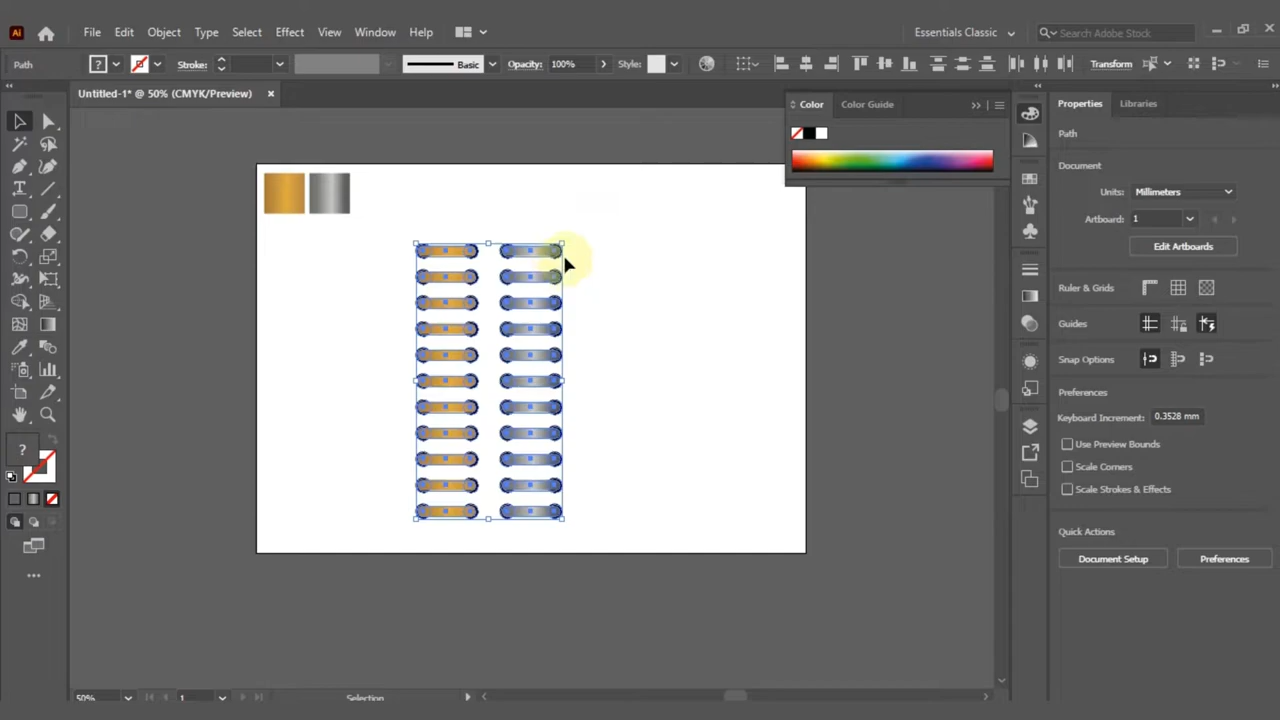 Ai File Edit Object Type Select Effect View Window Help Essentials Classic Search Adobe Stock
Path ? Stroke: Basic Opacity: 100% Style: Transform
Untitled-1* @ 50% (CMYK/Preview)
Color Color Guide
Properties Libraries
Path
Document
Units: Millimeters
Artboard: 1
Edit Artboards
Ruler & Grids
Guides
Snap Options
Preferences
Keyboard Increment: 0.3528 mm
Use Preview Bounds
Scale Corners
Scale Strokes & Effects
Quick Actions
Document Setup Preferences
?
50% 1 Selection